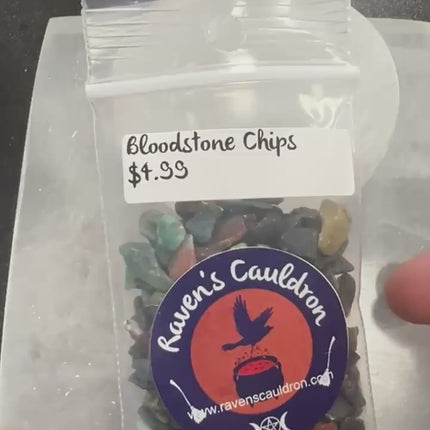 Bloodstone Chips
$4.99
Raven's Cauldron
www.ravenscauldron.com